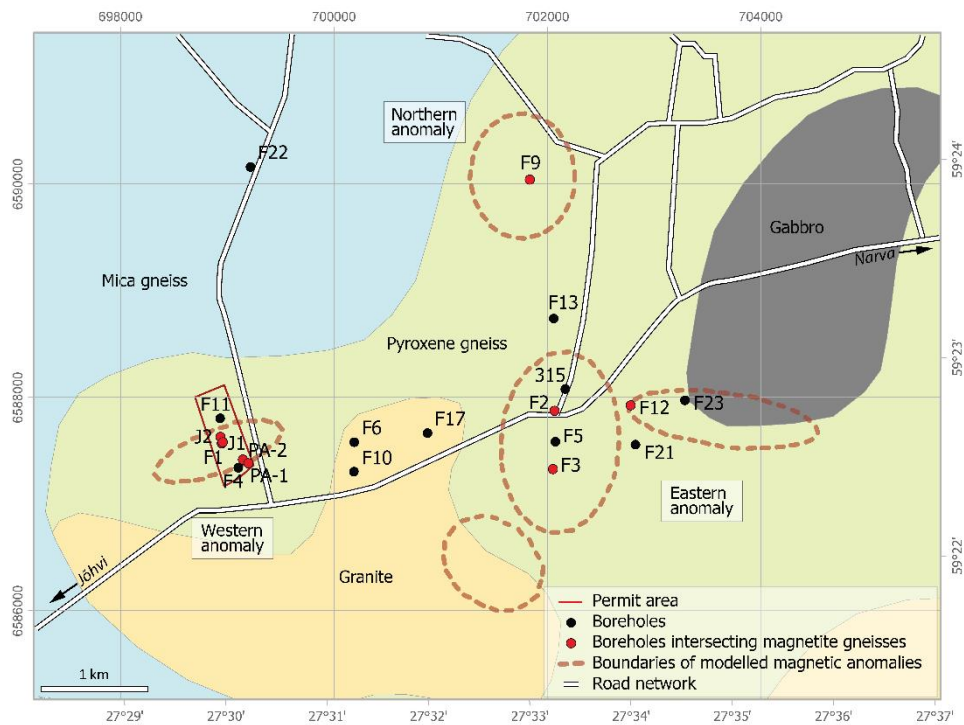 698000
700000
702000
704000
Northern
anomaly
F22
F9
59°24'
6590000
Gabbro
Mica gneiss
Narva
F13
Pyroxene gneiss
59°23'
315
6588000
F11
F2
F12
F23
F17
J2
J1
F6
F5
F21
F1
PA-2
F10
F3
F4
PA-1
Eastern
anomaly
Western
anomaly
59°22'
Jõhvi
Granite
6586000
Permit area
Boreholes
Boreholes intersecting magnetite gneisses
Boundaries of modelled magnetic anomalies
Road network
1 km
27°29'
27°30'
27°31'
27°32'
27°33'
27°34'
27°35'
27°36'
27°37'